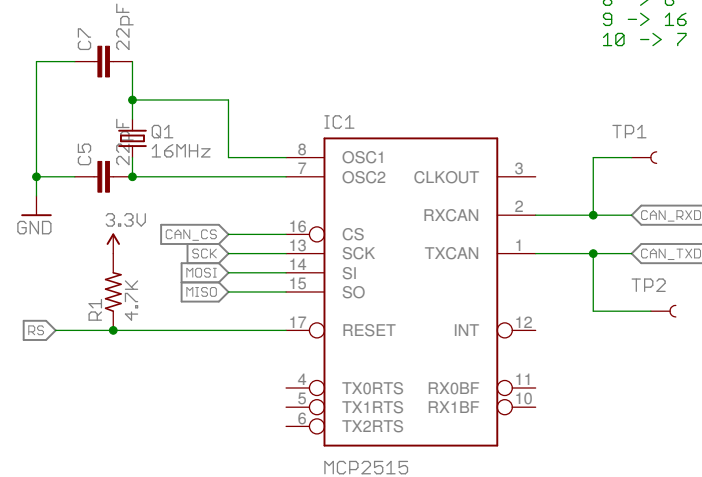 8 -> 6
9 -> 16
10 -> 7
C7
22pF
IC1
TP1
Q1
16MHz
C5
22pF
8
OSC1
7
OSC2
CLKOUT
3
RXCAN
2
CAN_RXD
GND
3.3V
CAN_CS
16
CS
SCK
13
SCK
TXCAN
1
CAN_TXD
MOSI
14
SI
MISO
15
SO
TP2
R1
4.7K
RS
17
RESET
INT
12
4
TX0RTS
RX0BF
11
5
TX1RTS
RX1BF
10
6
TX2RTS
MCP2515